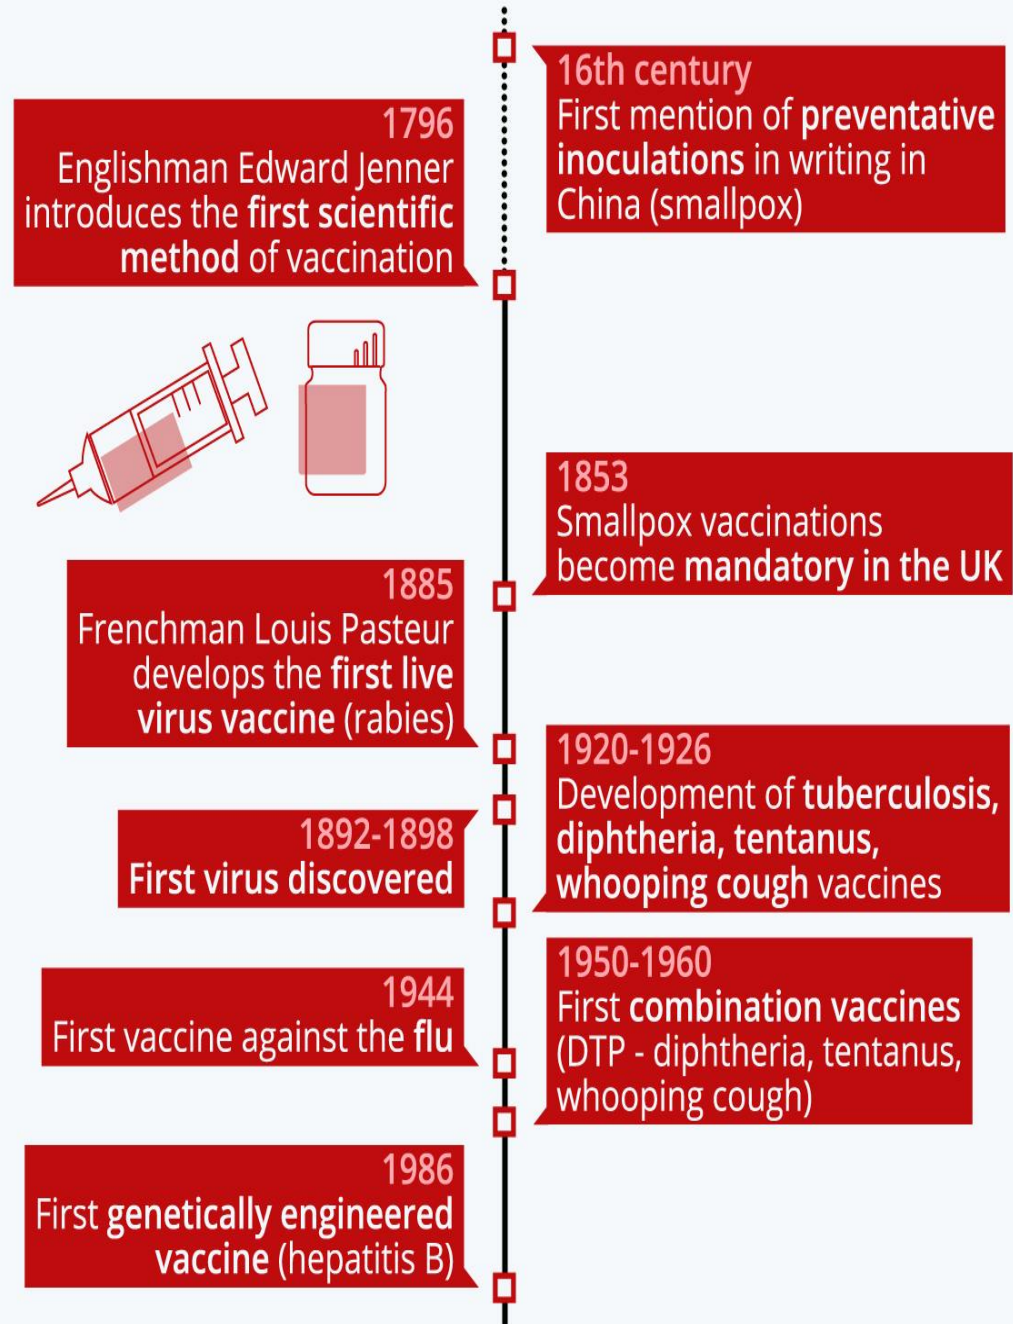 16th century
First mention of preventative
inoculations in writing in
China (smallpox)
1796
Englishman Edward Jenner
introduces the first scientific
method of vaccination
1853
Smallpox vaccinations
become mandatory in the UK
1885
Frenchman Louis Pasteur
develops the first live
virus vaccine (rabies)
1892-1898
First virus discovered
1920-1926
Development of tuberculosis,
diphtheria, tentanus,
whooping cough vaccines
1944
First vaccine against the flu
1950-1960
First combination vaccines
(DTP - diphtheria, tentanus,
whooping cough)
1986
First genetically engineered
vaccine (hepatitis B)